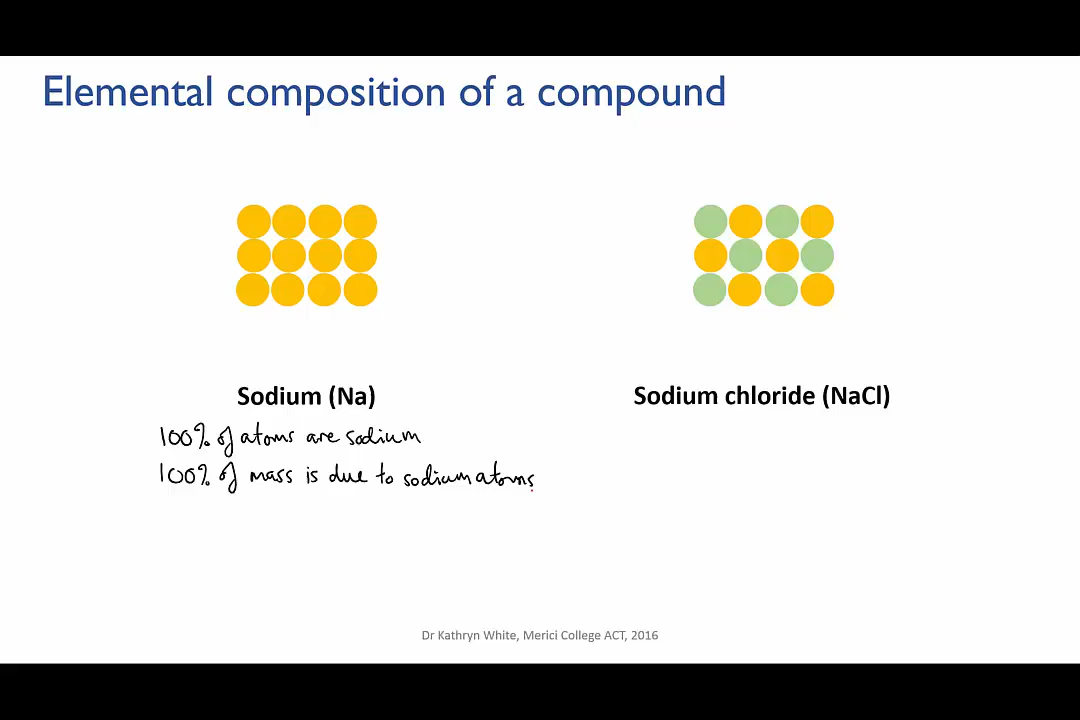 Elemental composition of a compound
Sodium (Na)
Sodium chloride (NaCl)
100% of atoms are sodium
100% of mass is due to sodium atoms
Dr Kathryn White, Merici College ACT, 2016